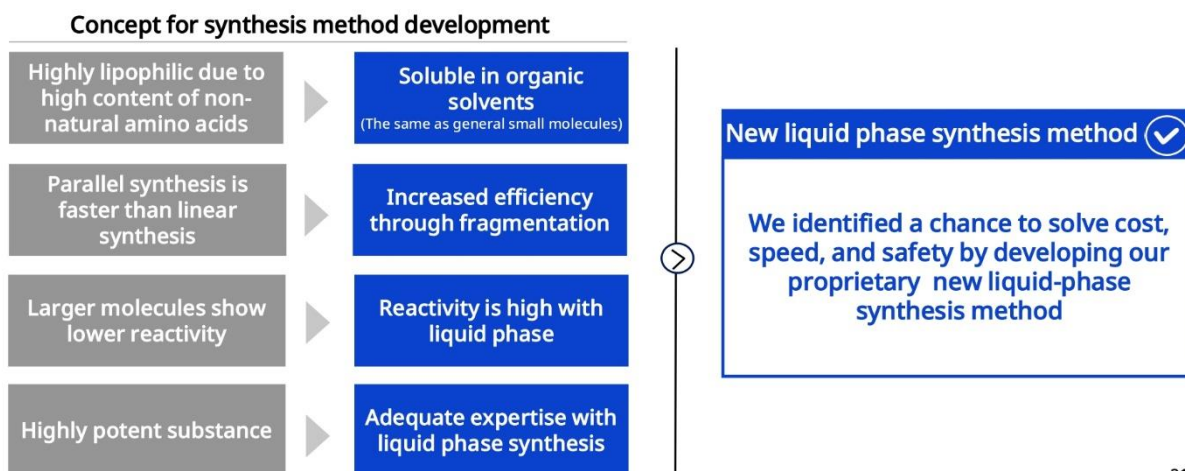 Concept for synthesis method development
Highly lipophilic due to
high content of non-
natural amino acids
Soluble in organic
solvents
(The same as general small molecules)
Parallel synthesis is
faster than linear
synthesis
Increased efficiency
through fragmentation
Larger molecules show
lower reactivity
Reactivity is high with
liquid phase
Highly potent substance
Adequate expertise with
liquid phase synthesis
New liquid phase synthesis method
We identified a chance to solve cost,
speed, and safety by developing our
proprietary new liquid-phase
synthesis method